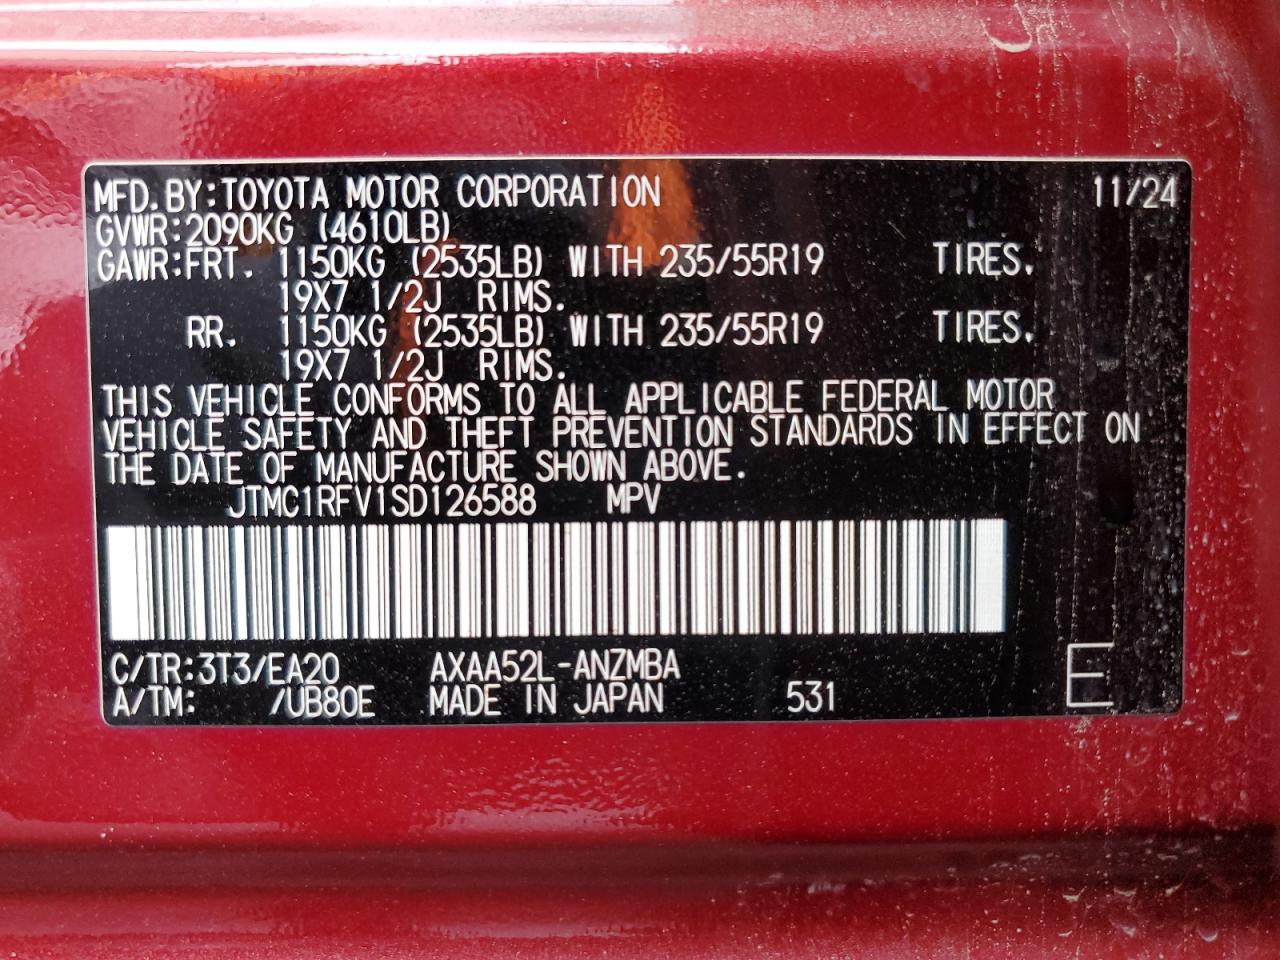 MFD.BY:TOYOTA MOTOR CORPORATION 11/24
GVWR:2090KG (4610LB)
GAWR:FRT. 1150KG (2535LB) WITH 235/55R19 TIRES.
19X7 1/2J RIMS.
RR. 1150KG (2535LB) WITH 235/55R19 TIRES.
19X7 1/2J RIMS.
THIS VEHICLE CONFORMS TO ALL APPLICABLE FEDERAL MOTOR
VEHICLE SAFETY AND THEFT PREVENTION STANDARDS IN EFFECT ON
THE DATE OF MANUFACTURE SHOWN ABOVE.
JTMC1RFV1SD126588 MPV
C/TR:3T3/EA20 AXAA52L-ANZMBA
A/TM: /UB80E MADE IN JAPAN 531 E